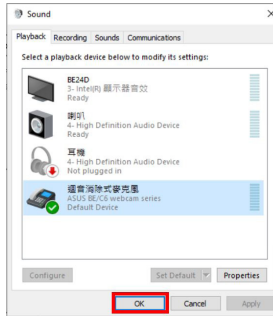 Sound
Playback Recording Sounds Communications
Select a playback device below to modify its settings:
BE24D
3- Intel(R) 顯示器音效
Ready
喇叭
4- High Definition Audio Device
Ready
耳機
4- High Definition Audio Device
Not plugged in
迴音消除式麥克風
ASUS BE/C6 webcam series
Default Device
Configure Set Default Properties
OK Cancel Apply